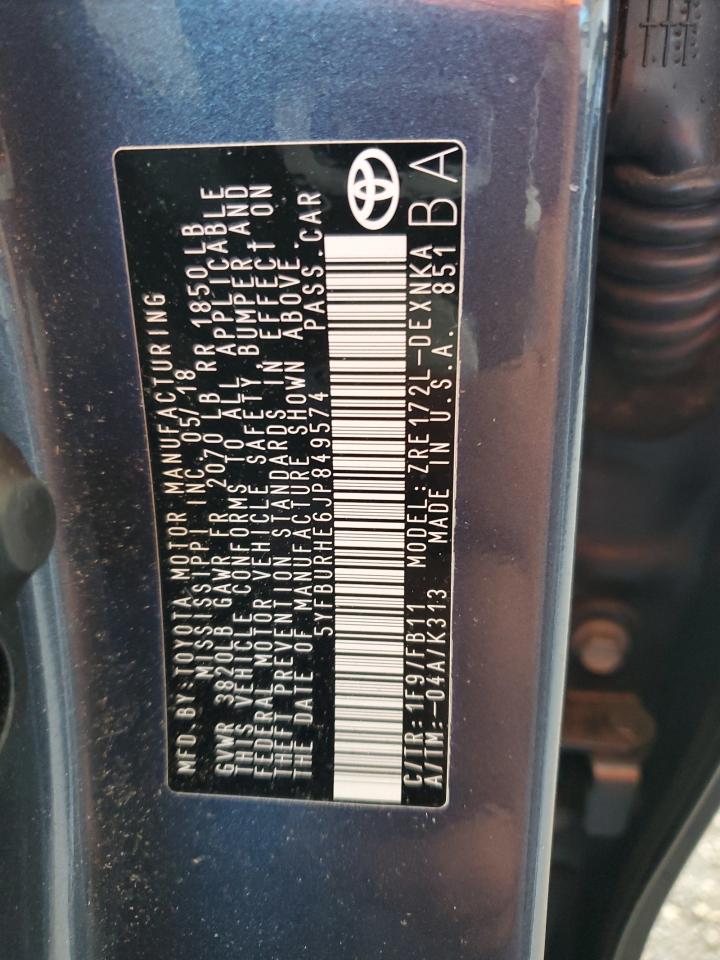 MFD BY: TOYOTA MOTOR MANUFACTURING
MISSISSIPPI INC. 05/18
GVWR 3820LB GAWR FR 2070 LB RR 1850 LB
THIS VEHICLE CONFORMS TO ALL APPLICABLE
FEDERAL MOTOR VEHICLE SAFETY, BUMPER AND
THEFT PREVENTION STANDARDS IN EFFECT ON
THE DATE OF MANUFACTURE SHOWN ABOVE.
5YFBURHE6JP849574 PASS. CAR
C/TR: 1F9/FB11 MODEL: ZRE172L-DEXNKA
A/TM: -04A/K313 MADE IN U.S.A. 851
BA